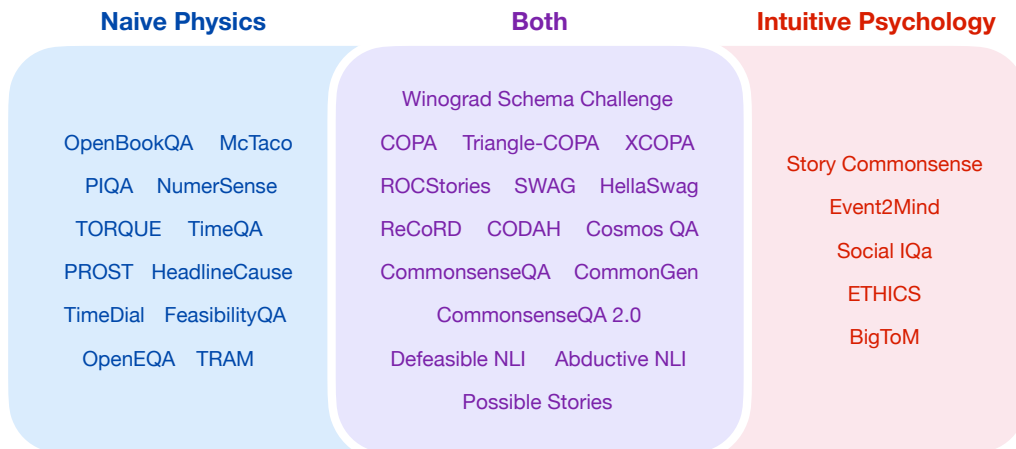 Naive Physics
OpenBookQA McTaco
PIQA NumerSense
TORQUE TimeQA
PROST HeadlineCause
TimeDial FeasibilityQA
OpenEQA TRAM
Both
Winograd Schema Challenge
COPA Triangle-COPA XCOPA
ROCStories SWAG HellaSwag
ReCoRD CODAH Cosmos QA
CommonsenseQA CommonGen
CommonsenseQA 2.0
Defeasible NLI Abductive NLI
Possible Stories
Intuitive Psychology
Story Commonsense
Event2Mind
Social IQa
ETHICS
BigToM